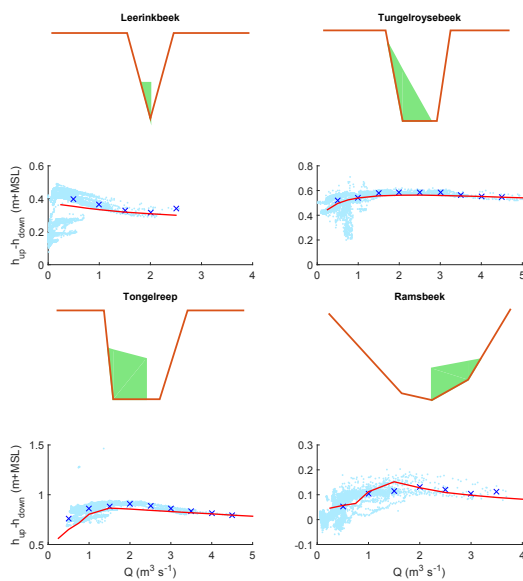 Leerinkbeek
Tungelroysebeek
h_up-h_down (m+MSL)
0.6
0.4
0.2
0
0 1 2 3 4
0.8
0.6
0.4
0.2
0
0 1 2 3 4 5
Tongelreep
Ramsbeek
h_up-h_down (m+MSL)
1.5
1
0.5
0 1 2 3 4 5
Q (m³ s⁻¹)
0.3
0.2
0.1
0
-0.1
0 1 2 3 4
Q (m³ s⁻¹)